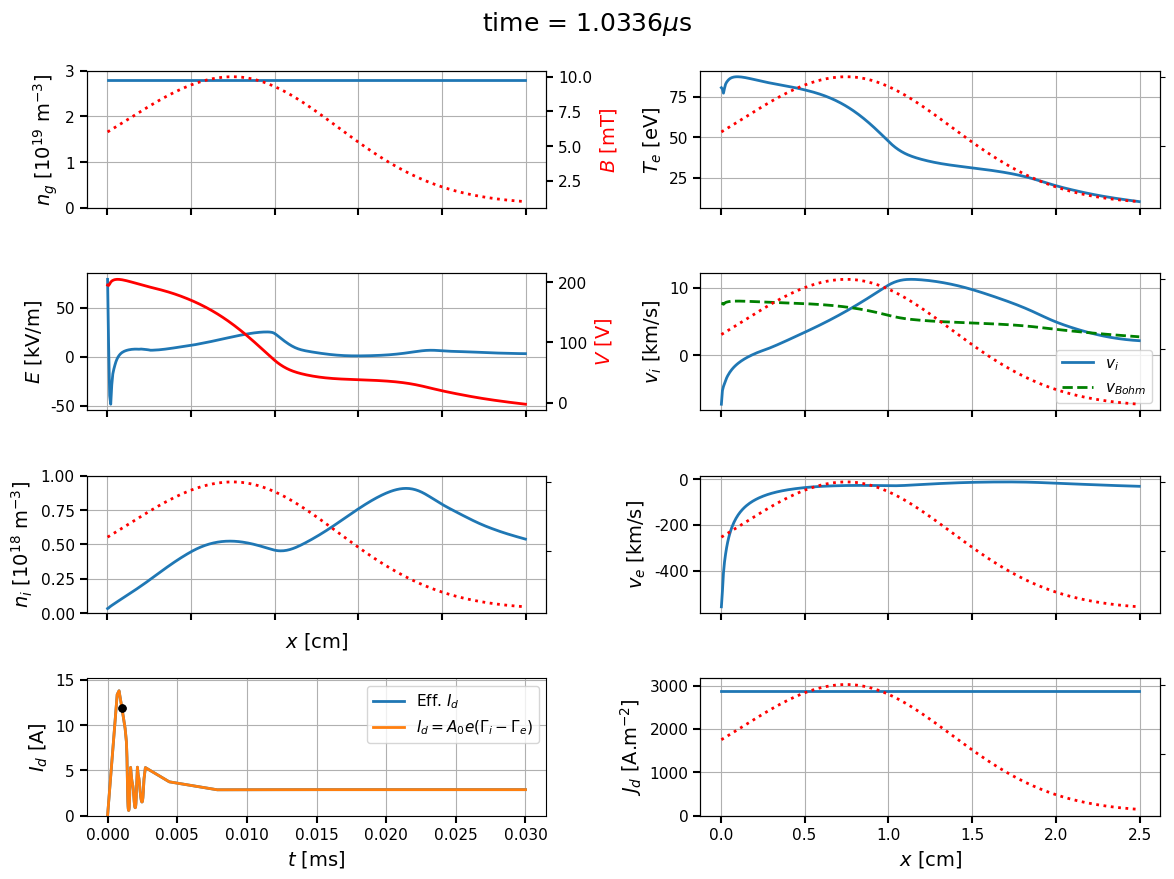 time = 1.0336μs
n_g [10^19 m^−3]
3
2
1
0
10.0
7.5
5.0
2.5
B [mT]
T_e [eV]
75
50
25
E [kV/m]
50
0
-50
200
100
0
V [V]
v_i [km/s]
10
0
v_i
v_Bohm
n_i [10^18 m^−3]
1.00
0.75
0.50
0.25
0.00
x [cm]
v_e [km/s]
0
-200
-400
I_d [A]
15
10
5
0
Eff. I_d
I_d = A_0e(Γ_i − Γ_e)
0.000 0.005 0.010 0.015 0.020 0.025 0.030
t [ms]
J_d [A.m^−2]
3000
2000
1000
0
0.0 0.5 1.0 1.5 2.0 2.5
x [cm]